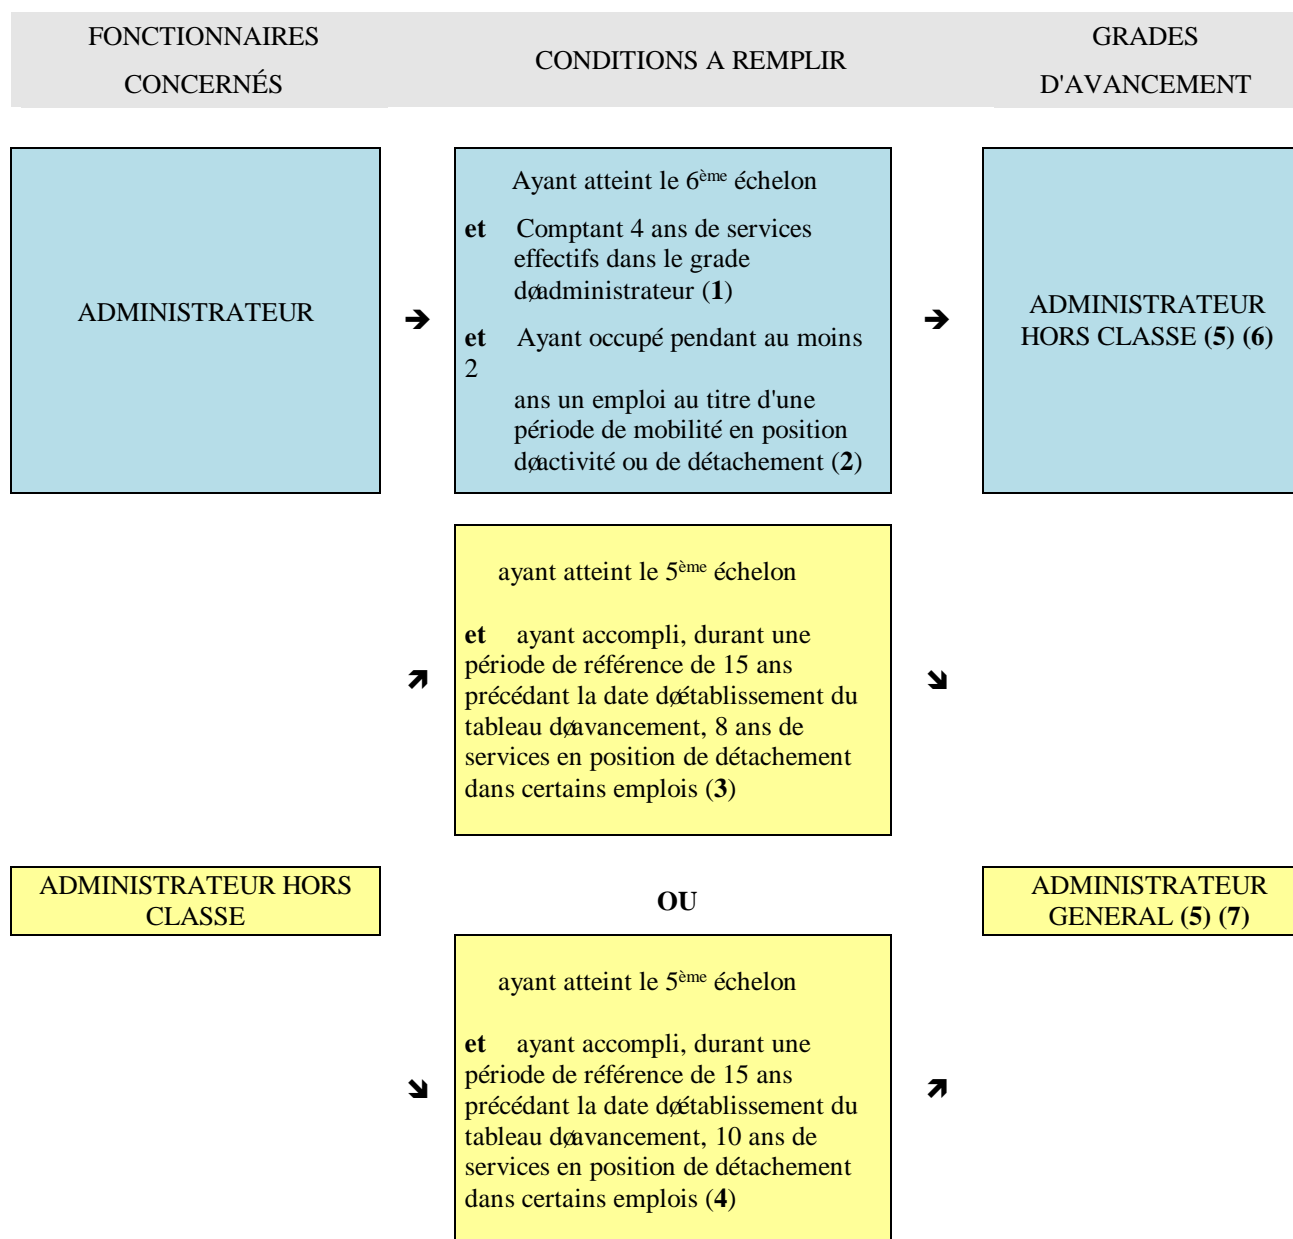 FONCTIONNAIRES
CONCERNÉS
CONDITIONS A REMPLIR
GRADES
D'AVANCEMENT
ADMINISTRATEUR
➔
Ayant atteint le 6ème échelon
et Comptant 4 ans de services
effectifs dans le grade
døadministrateur (1)
et Ayant occupé pendant au moins
2
ans un emploi au titre d'une
période de mobilité en position
døactivité ou de détachement (2)
➔
ADMINISTRATEUR
HORS CLASSE (5) (6)
ayant atteint le 5ème échelon
et ayant accompli, durant une
période de référence de 15 ans
précédant la date døétablissement du
tableau døavancement, 8 ans de
services en position de détachement
dans certains emplois (3)
ADMINISTRATEUR HORS
CLASSE
OU
ADMINISTRATEUR
GENERAL (5) (7)
ayant atteint le 5ème échelon
et ayant accompli, durant une
période de référence de 15 ans
précédant la date døétablissement du
tableau døavancement, 10 ans de
services en position de détachement
dans certains emplois (4)